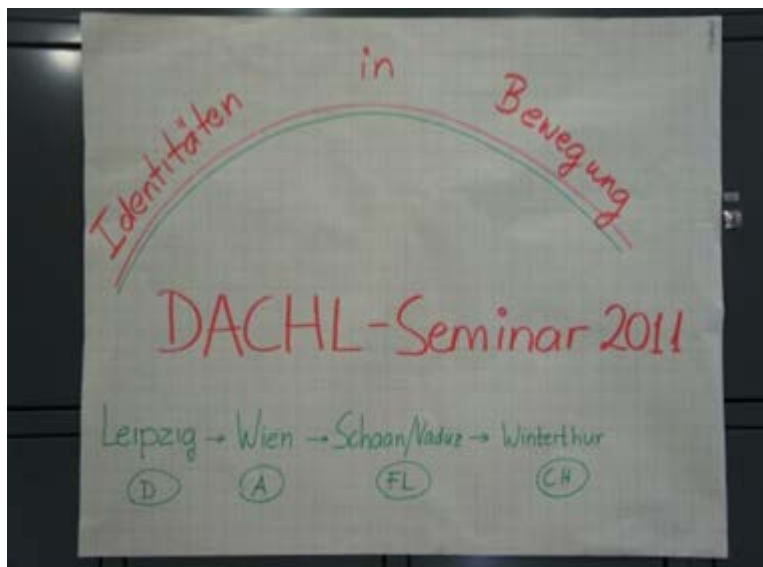 Identitäten in Bewegung
DACHL-Seminar 2011
Leipzig → Wien → Schaan/Vaduz → Winterthur
D A FL CH